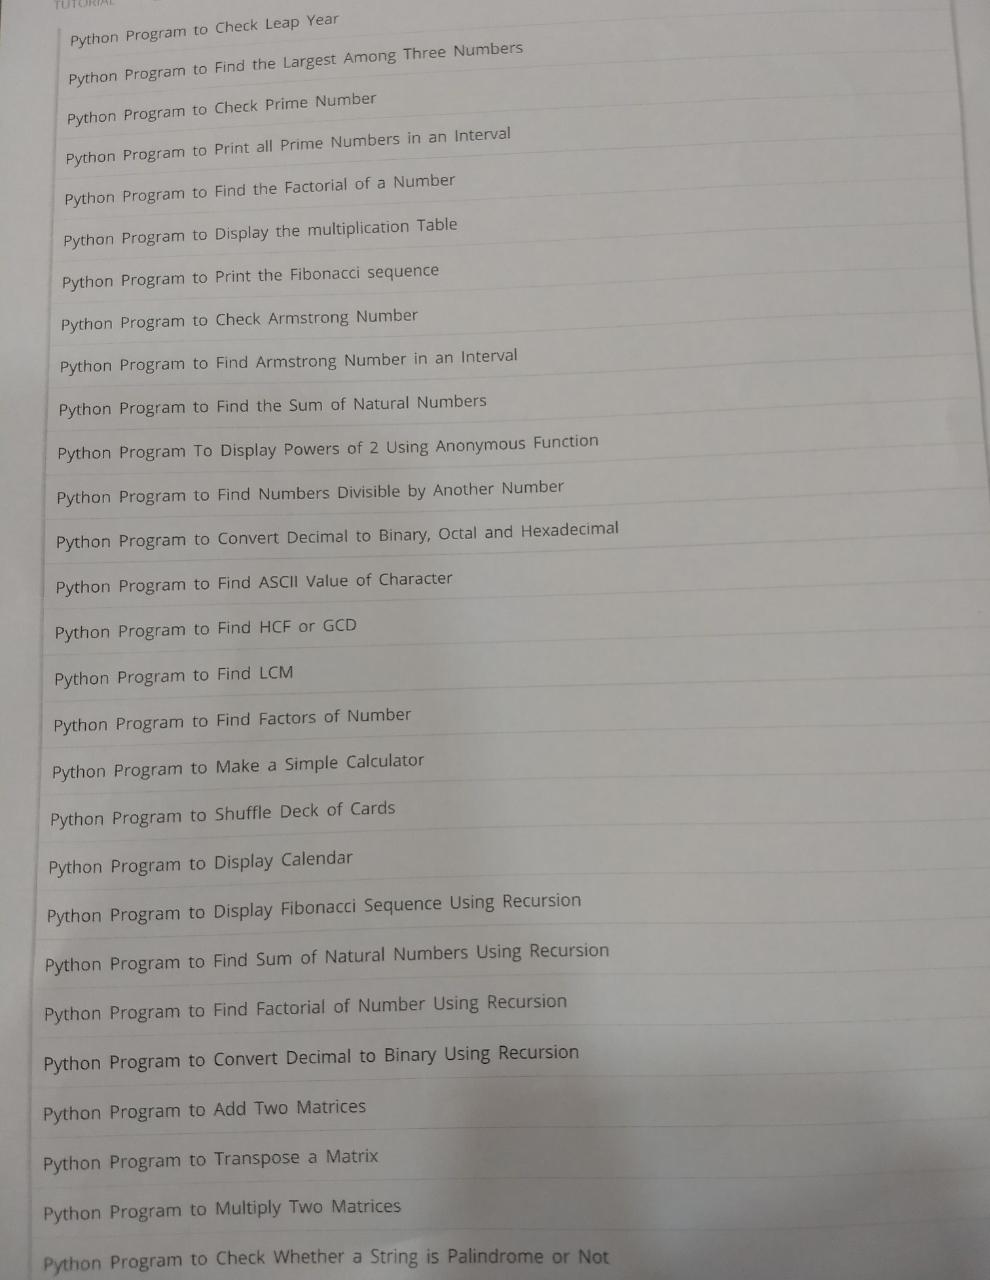 TUTORIAL
Python Program to Check Leap Year
Python Program to Find the Largest Among Three Numbers
Python Program to Check Prime Number
Python Program to Print all Prime Numbers in an Interval
Python Program to Find the Factorial of a Number
Python Program to Display the multiplication Table
Python Program to Print the Fibonacci sequence
Python Program to Check Armstrong Number
Python Program to Find Armstrong Number in an Interval
Python Program to Find the Sum of Natural Numbers
Python Program To Display Powers of 2 Using Anonymous Function
Python Program to Find Numbers Divisible by Another Number
Python Program to Convert Decimal to Binary, Octal and Hexadecimal
Python Program to Find ASCII Value of Character
Python Program to Find HCF or GCD
Python Program to Find LCM
Python Program to Find Factors of Number
Python Program to Make a Simple Calculator
Python Program to Shuffle Deck of Cards
Python Program to Display Calendar
Python Program to Display Fibonacci Sequence Using Recursion
Python Program to Find Sum of Natural Numbers Using Recursion
Python Program to Find Factorial of Number Using Recursion
Python Program to Convert Decimal to Binary Using Recursion
Python Program to Add Two Matrices
Python Program to Transpose a Matrix
Python Program to Multiply Two Matrices
Python Program to Check Whether a String is Palindrome or Not